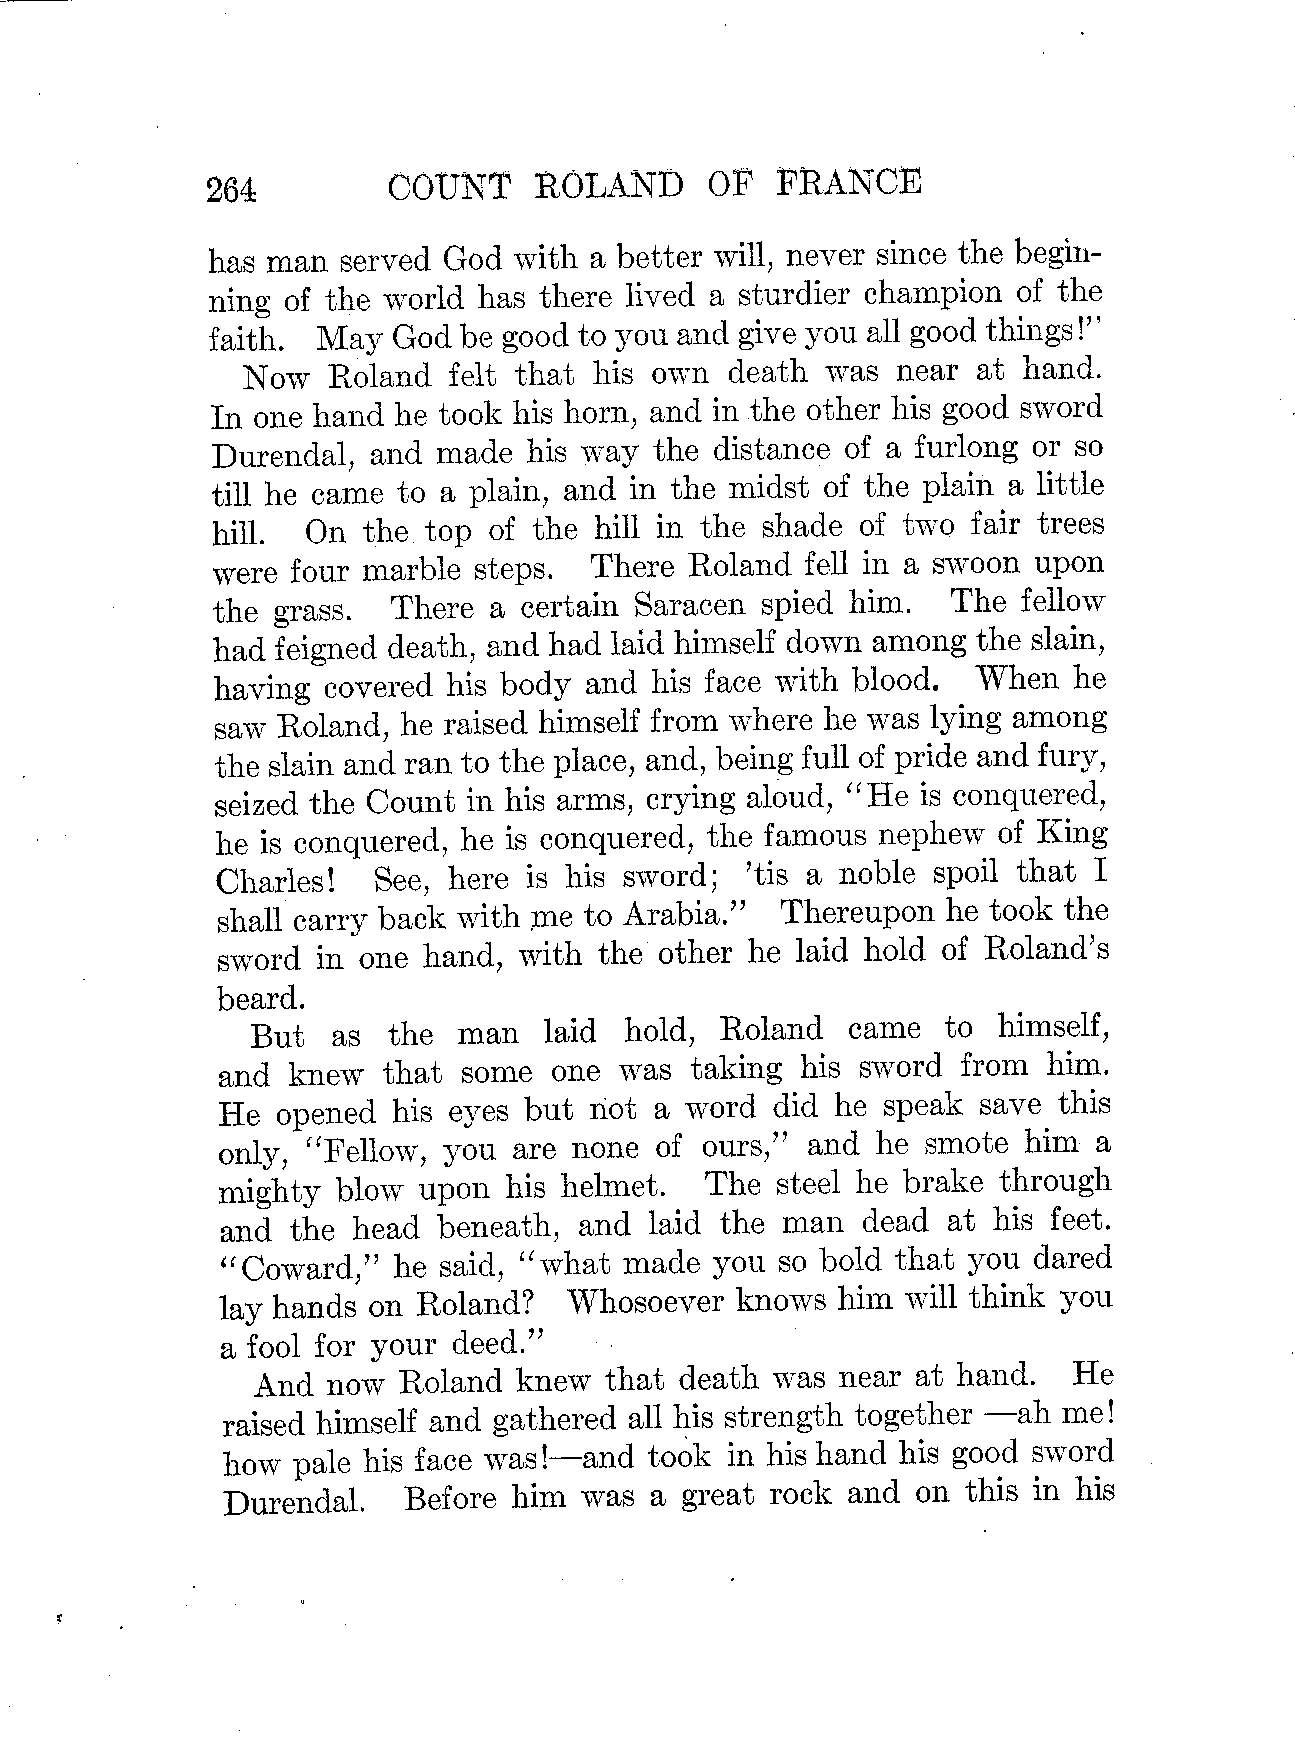 264 COUNT ROLAND OF FRANCE
has man served God with a better will, never since the begin-
ning of the world has there lived a sturdier champion of the
faith. May God be good to you and give you all good things!"
Now Roland felt that his own death was near at hand.
In one hand he took his horn, and in the other his good sword
Durendal, and made his way the distance of a furlong or so
till he came to a plain, and in the midst of the plain a little
hill. On the top of the hill in the shade of two fair trees
were four marble steps. There Roland fell in a swoon upon
the grass. There a certain Saracen spied him. The fellow
had feigned death, and had laid himself down among the slain,
having covered his body and his face with blood. When he
saw Roland, he raised himself from where he was lying among
the slain and ran to the place, and, being full of pride and fury,
seized the Count in his arms, crying aloud, "He is conquered,
he is conquered, he is conquered, the famous nephew of King
Charles! See, here is his sword; 'tis a noble spoil that I
shall carry back with me to Arabia." Thereupon he took the
sword in one hand, with the other he laid hold of Roland's
beard.
But as the man laid hold, Roland came to himself,
and knew that some one was taking his sword from him.
He opened his eyes but not a word did he speak save this
only, "Fellow, you are none of ours," and he smote him a
mighty blow upon his helmet. The steel he brake through
and the head beneath, and laid the man dead at his feet.
"Coward," he said, "what made you so bold that you dared
lay hands on Roland? Whosoever knows him will think you
a fool for your deed."
And now Roland knew that death was near at hand. He
raised himself and gathered all his strength together —ah me!
how pale his face was!—and took in his hand his good sword
Durendal. Before him was a great rock and on this in his